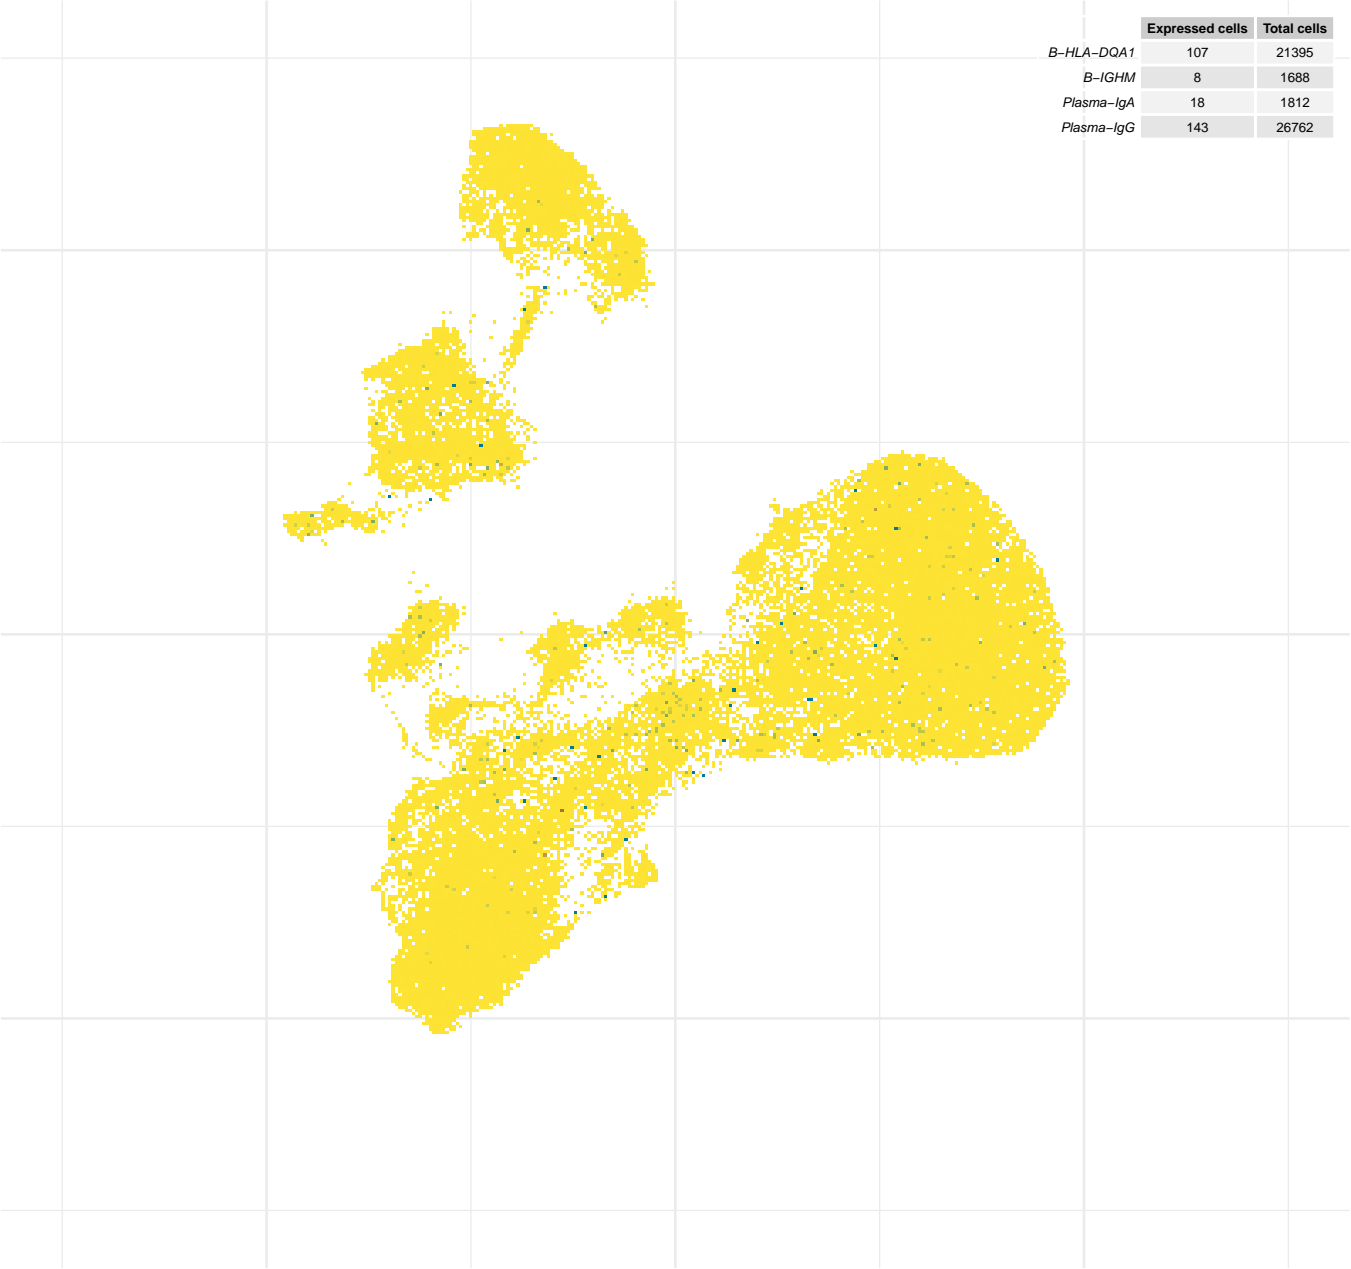 Expressed cells Total cells
B−HLA−DQA1 107 21395
B−IGHM 8 1688
Plasma−IgA 18 1812
Plasma−IgG 143 26762